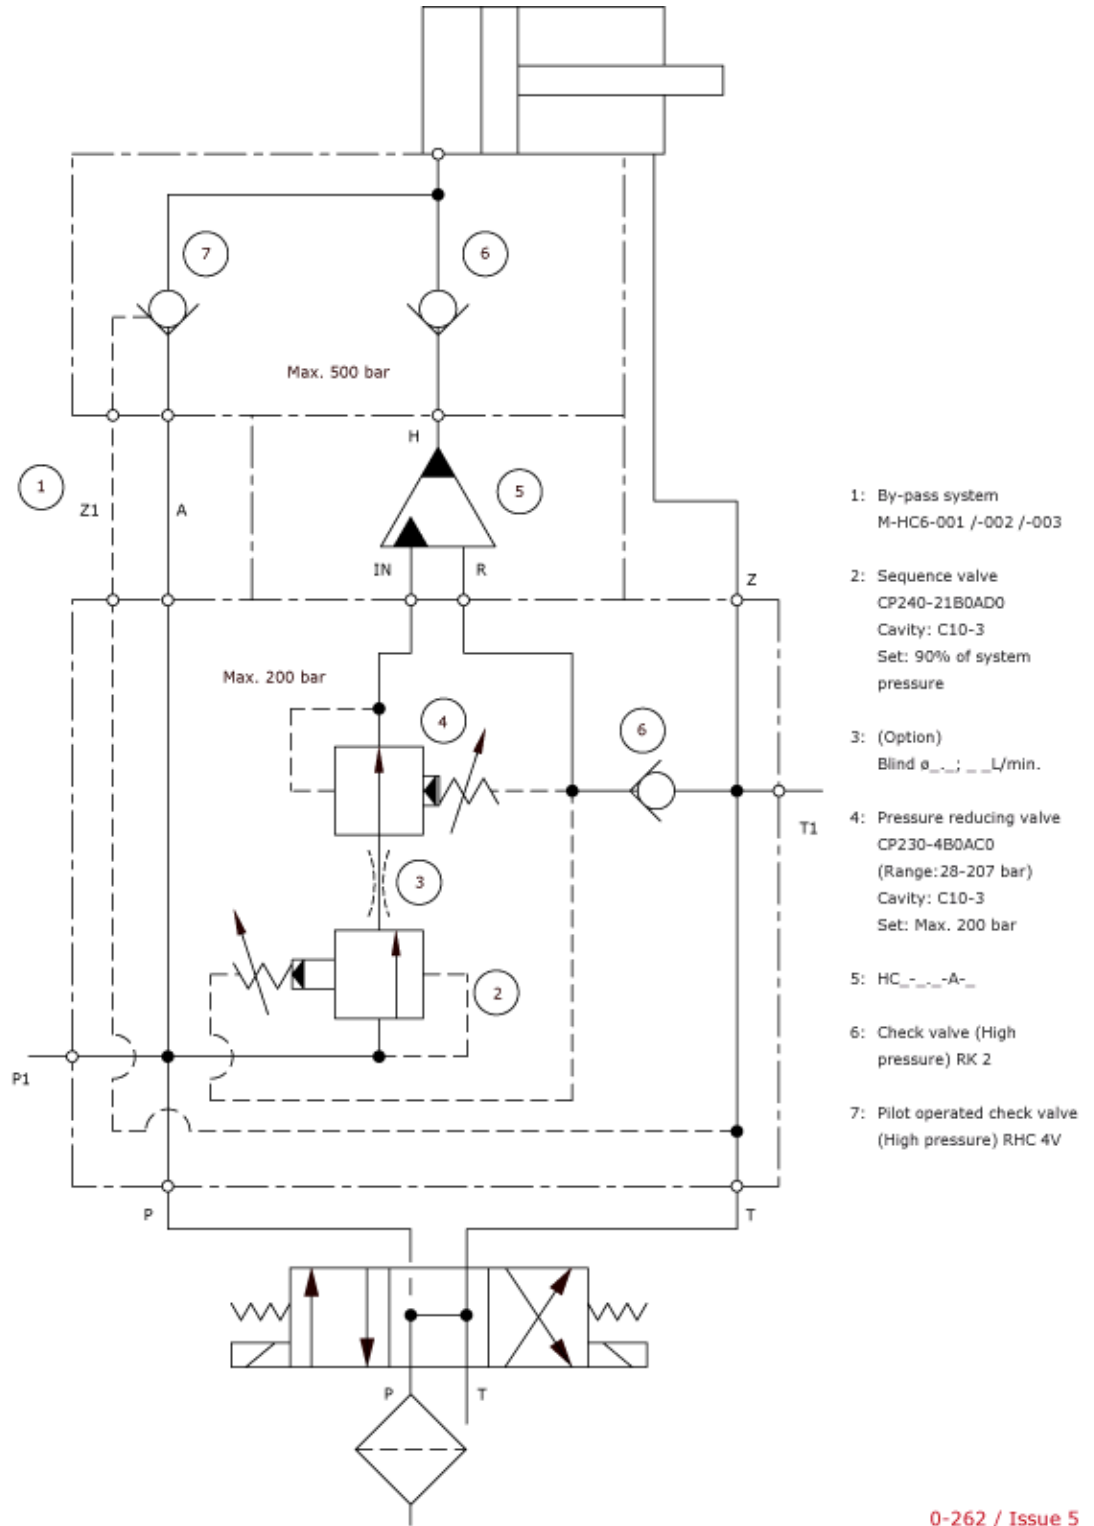 7
6
Max. 500 bar
H
1
Z1
A
5
IN
R
Z
Max. 200 bar
4
6
T1
3
2
P1
P
T
P
T
1: By-pass system
M-HC6-001 /-002 /-003
2: Sequence valve
CP240-21B0AD0
Cavity: C10-3
Set: 90% of system
pressure
3: (Option)
Blind ø_._; _ _L/min.
4: Pressure reducing valve
CP230-4B0AC0
(Range:28-207 bar)
Cavity: C10-3
Set: Max. 200 bar
5: HC_-_._-A-_
6: Check valve (High
pressure) RK 2
7: Pilot operated check valve
(High pressure) RHC 4V
0-262 / Issue 5